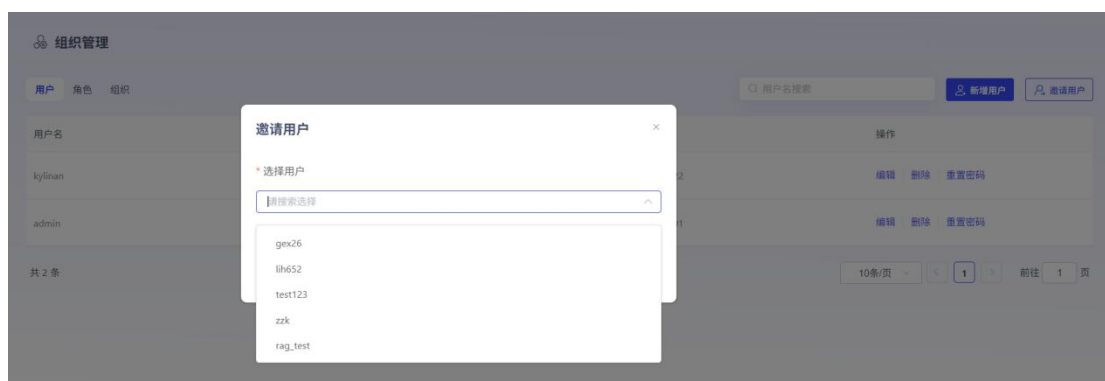 组织管理
用户 角色 组织 用户名搜索 新增用户 邀请用户
用户名 操作
kylinan 编辑 删除 重置密码
admin 编辑 删除 重置密码
共 2 条 10条/页 1 前往 1 页
邀请用户
* 选择用户
请搜索选择
gex26
lih652
test123
zzk
rag_test